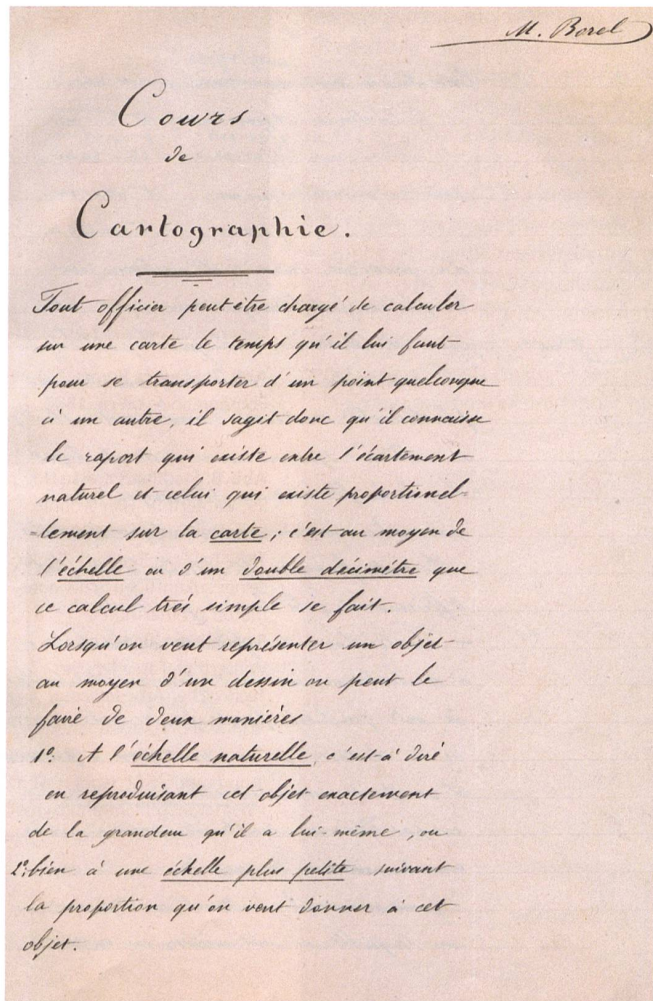 M. Borel
Cours
de
Cartographie.
Tout officier peut être chargé de calculer
sur une carte le temps qu'il lui faut
pour se transporter d'un point quelconque
à un autre, il sagit donc qu'il connaisse
le raport qui existe entre l'écartement
naturel et celui qui existe proportionel-
-lement sur la carte; c'est au moyen de
l'échelle ou d'un double décimètre que
ce calcul très simple se fait.
Lorsqu'on veut représenter un objet
au moyen d'un dessin on peut le
faire de deux manières
1º. A l'échelle naturelle, c'est-à dire
en reproduisant cet objet exactement
de la grandeur qu'il a lui-même, ou
2º. bien à une échelle plus petite suivant
la proportion qu'on veut donner à cet
objet.